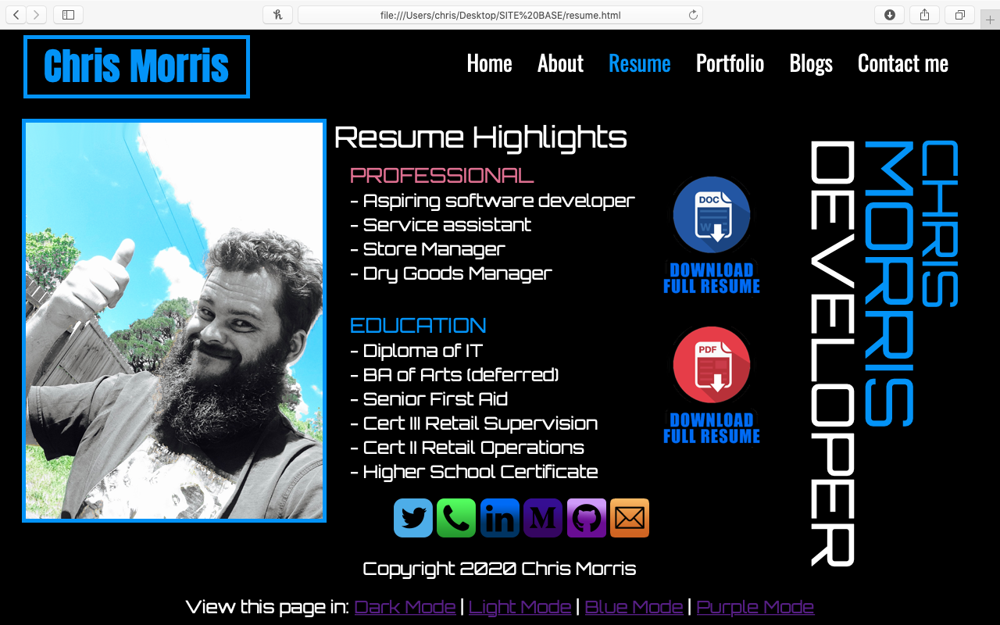 file:///Users/chris/Desktop/SITE%20BASE/resume.html
Chris Morris
Home About Resume Portfolio Blogs Contact me
Resume Highlights
PROFESSIONAL
- Aspiring software developer
- Service assistant
- Store Manager
- Dry Goods Manager
EDUCATION
- Diploma of IT
- BA of Arts (deferred)
- Senior First Aid
- Cert III Retail Supervision
- Cert II Retail Operations
- Higher School Certificate
DOC
W
DOWNLOAD
FULL RESUME
PDF
DOWNLOAD
FULL RESUME
CHRIS
MORRIS
DEVELOPER
in M
Copyright 2020 Chris Morris
View this page in: Dark Mode | Light Mode | Blue Mode | Purple Mode